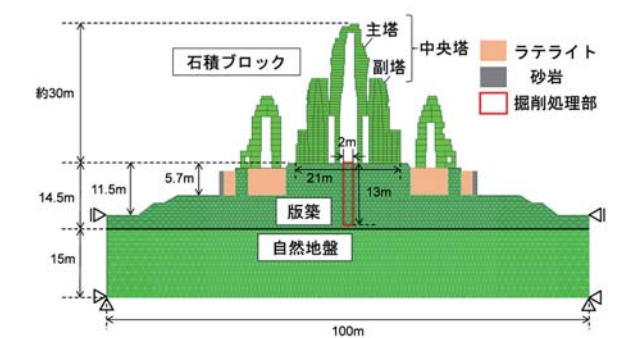 主塔
石積ブロック
中央塔
副塔
ラテライト
砂岩
掘削処理部
約30m
2m
14.5m
11.5m
5.7m
21m
13m
版築
自然地盤
15m
100m